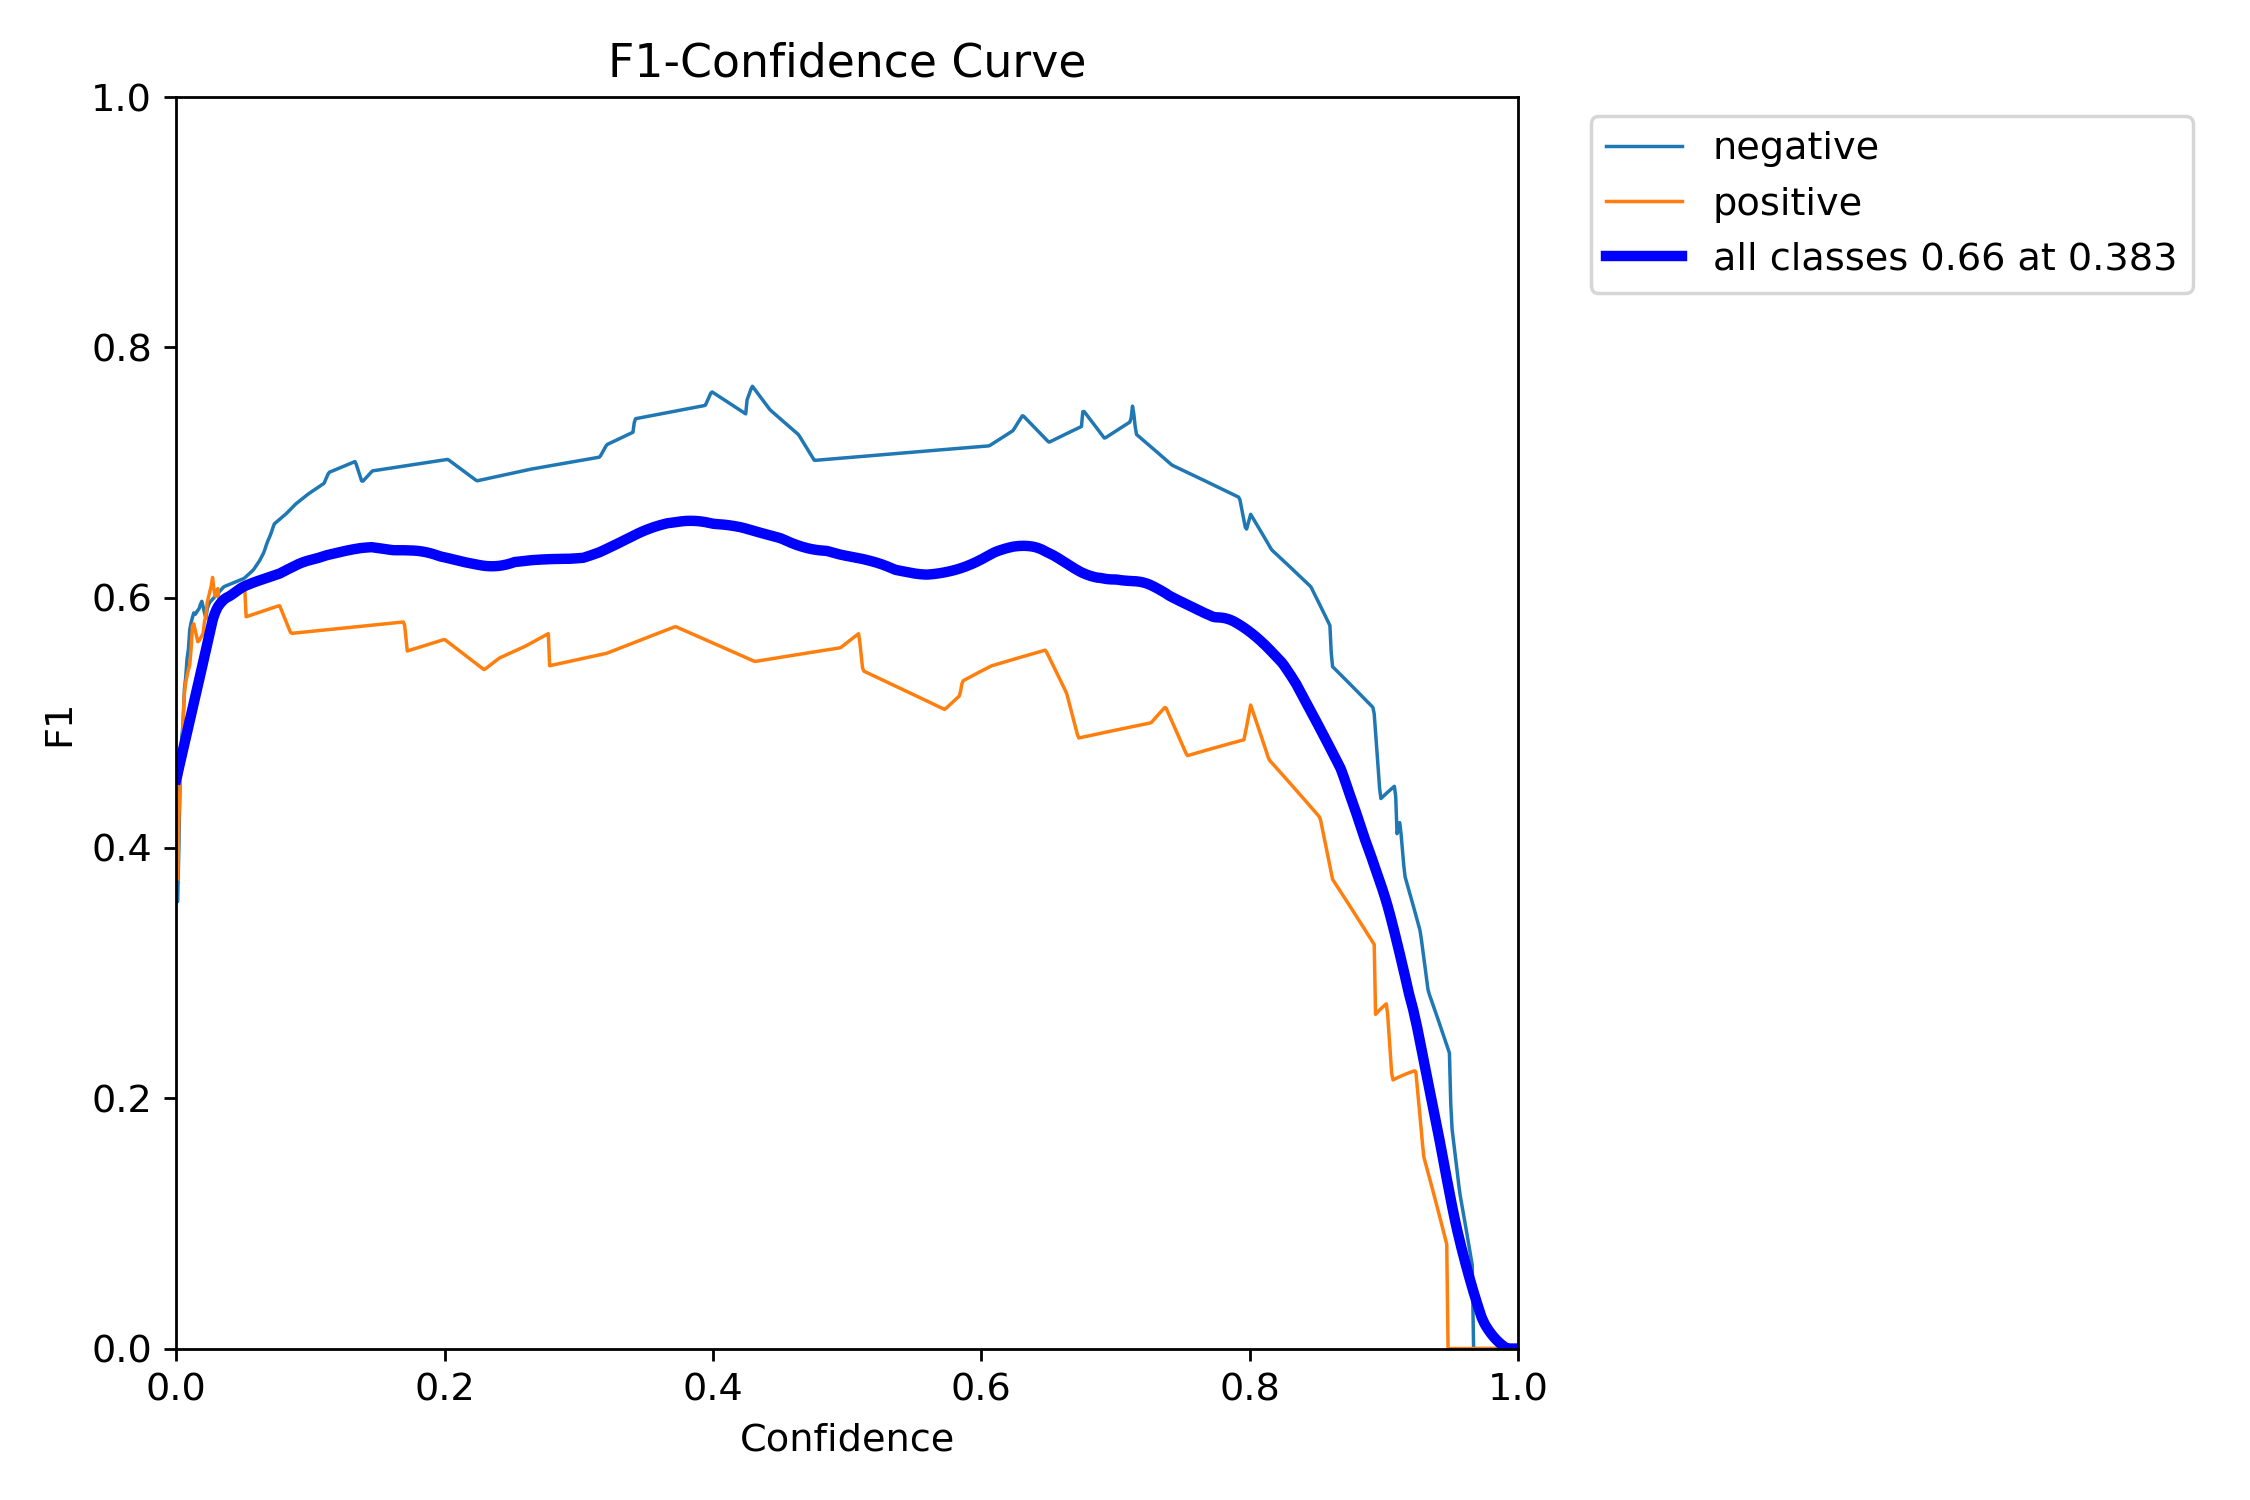 F1-Confidence Curve
1.0
0.8
0.6
0.4
0.2
0.0
F1
0.0 0.2 0.4 0.6 0.8 1.0
Confidence
negative
positive
all classes 0.66 at 0.383